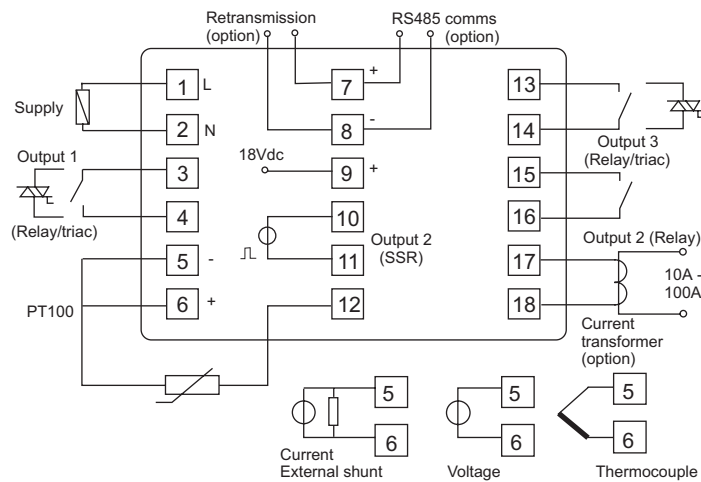 Retransmission
(option)
RS485 comms
(option)
1 L
7 +
13
Supply
2 N
8 -
14
Output 3
(Relay/triac)
Output 1
3
18Vdc
9 +
15
4
10
16
(Relay/triac)
Output 2
(SSR)
Output 2 (Relay)
5 -
11
17
10A -
100A
PT100
6 +
12
18
Current
transformer
(option)
5
5
5
6
6
6
Current
External shunt
Voltage
Thermocouple